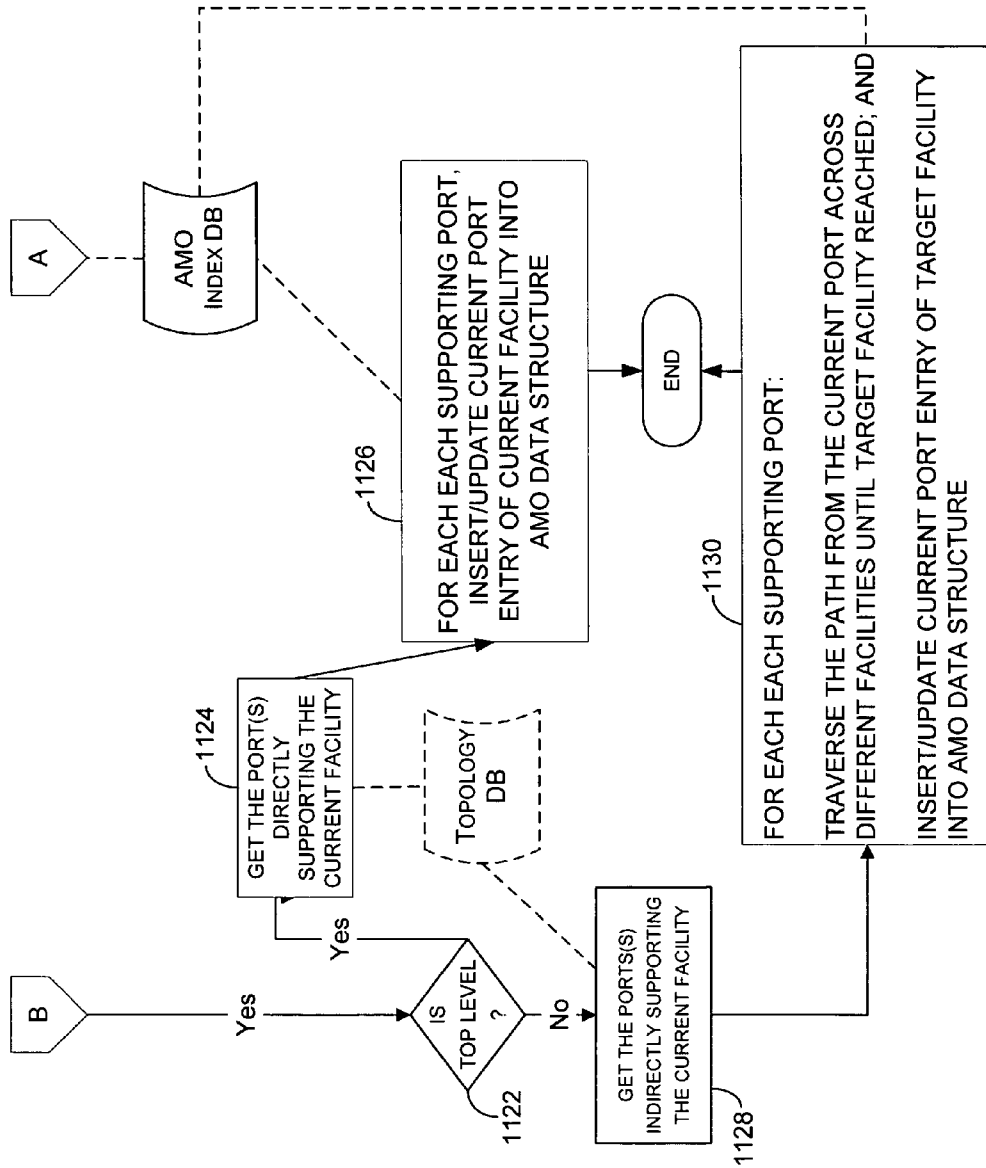 B
A
Yes
AMO
INDEX DB
1124
GET THE PORT(S)
DIRECTLY
SUPPORTING THE
CURRENT FACILITY
Yes
IS
TOP LEVEL
?
1122
No
TOPOLOGY
DB
1126
FOR EACH EACH SUPPORTING PORT,
INSERT/UPDATE CURRENT PORT
ENTRY OF CURRENT FACILITY INTO
AMO DATA STRUCTURE
GET THE PORTS(S)
INDIRECTLY SUPPORTING
THE CURRENT FACILITY
1128
END
1130
FOR EACH EACH SUPPORTING PORT:
TRAVERSE THE PATH FROM THE CURRENT PORT ACROSS
DIFFERENT FACILITIES UNTIL TARGET FACILITY REACHED; AND
INSERT/UPDATE CURRENT PORT ENTRY OF TARGET FACILITY
INTO AMO DATA STRUCTURE